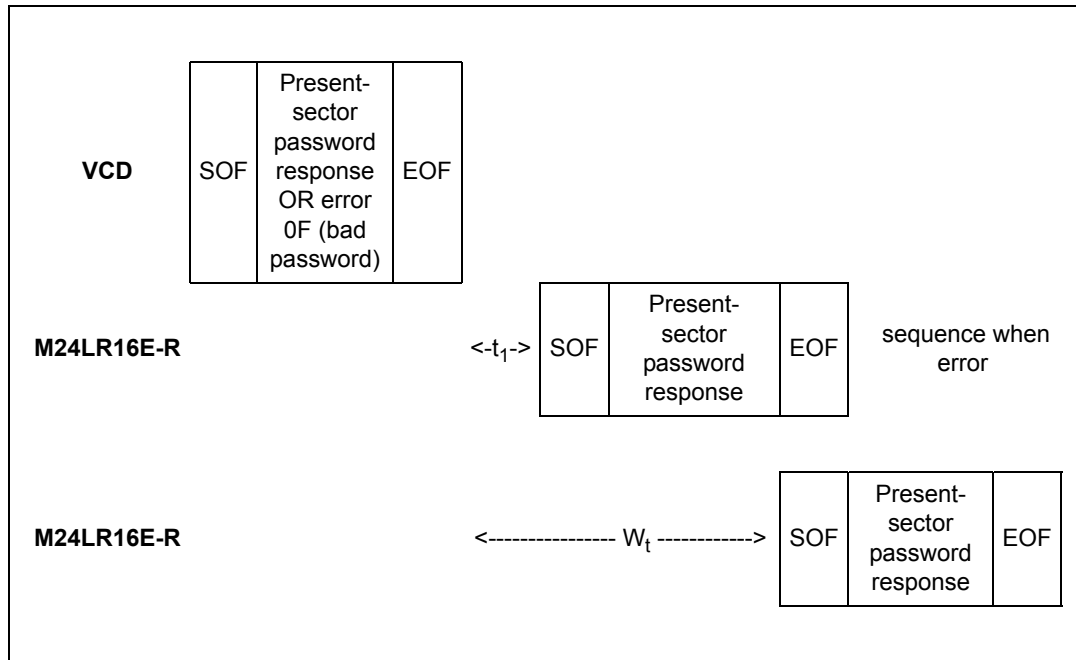 VCD
SOF
Present-
sector
password
response
OR error
0F (bad
password)
EOF
M24LR16E-R
<-t1->
SOF
Present-
sector
password
response
EOF
sequence when
error
M24LR16E-R
<---------------- Wt ------------>
SOF
Present-
sector
password
response
EOF